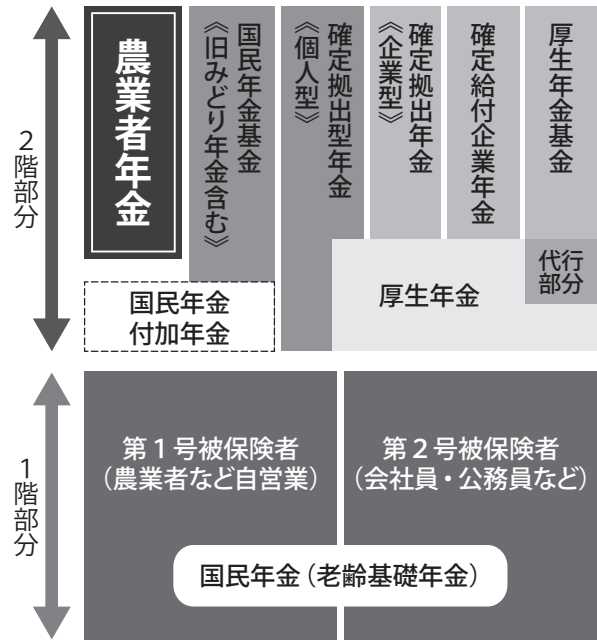 2階部分
農業者年金
国民年金基金
《旧みどり年金含む》
確定拠出型年金
《個人型》
確定拠出年金
《企業型》
確定給付企業年金
厚生年金基金
代行
部分
厚生年金
国民年金
付加年金
1階部分
第1号被保険者
(農業者など自営業)
第2号被保険者
(会社員・公務員など)
国民年金(老齢基礎年金)